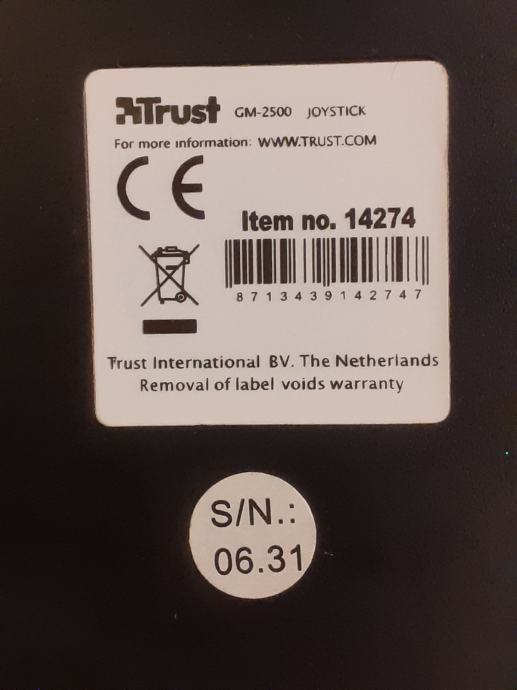 Trust GM-2500 JOYSTICK
For more information: WWW.TRUST.COM
CE
Item no. 14274
8713439142747
Trust International BV. The Netherlands
Removal of label voids warranty
S/N.:
06.31